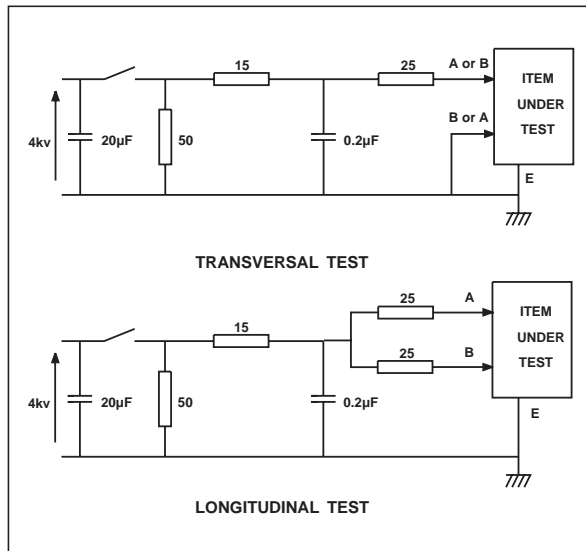 15
25
A or B
ITEM
UNDER
TEST
B or A
4kv
20µF
50
0.2µF
E
TRANSVERSAL TEST
25
A
ITEM
UNDER
TEST
15
25
B
4kv
20µF
50
0.2µF
E
LONGITUDINAL TEST